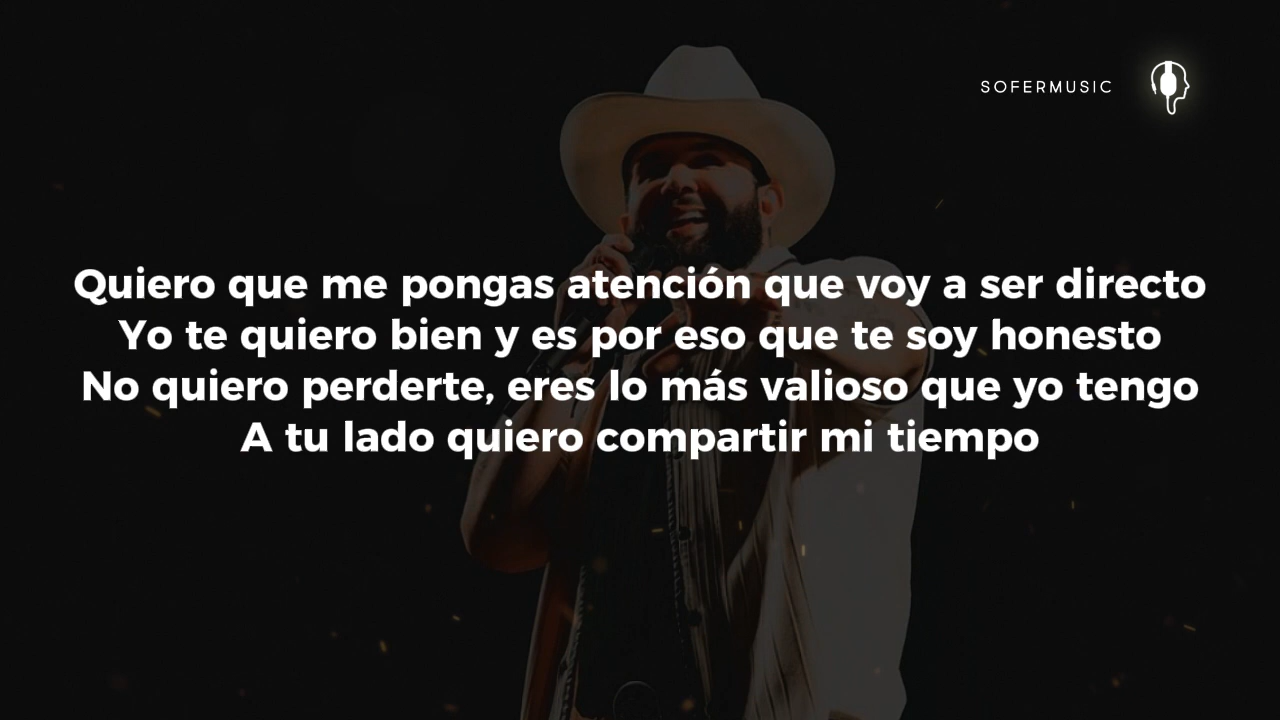 SOFERMUSIC
Quiero que me pongas atención que voy a ser directo
Yo te quiero bien y es por eso que te soy honesto
No quiero perderte, eres lo más valioso que yo tengo
A tu lado quiero compartir mi tiempo